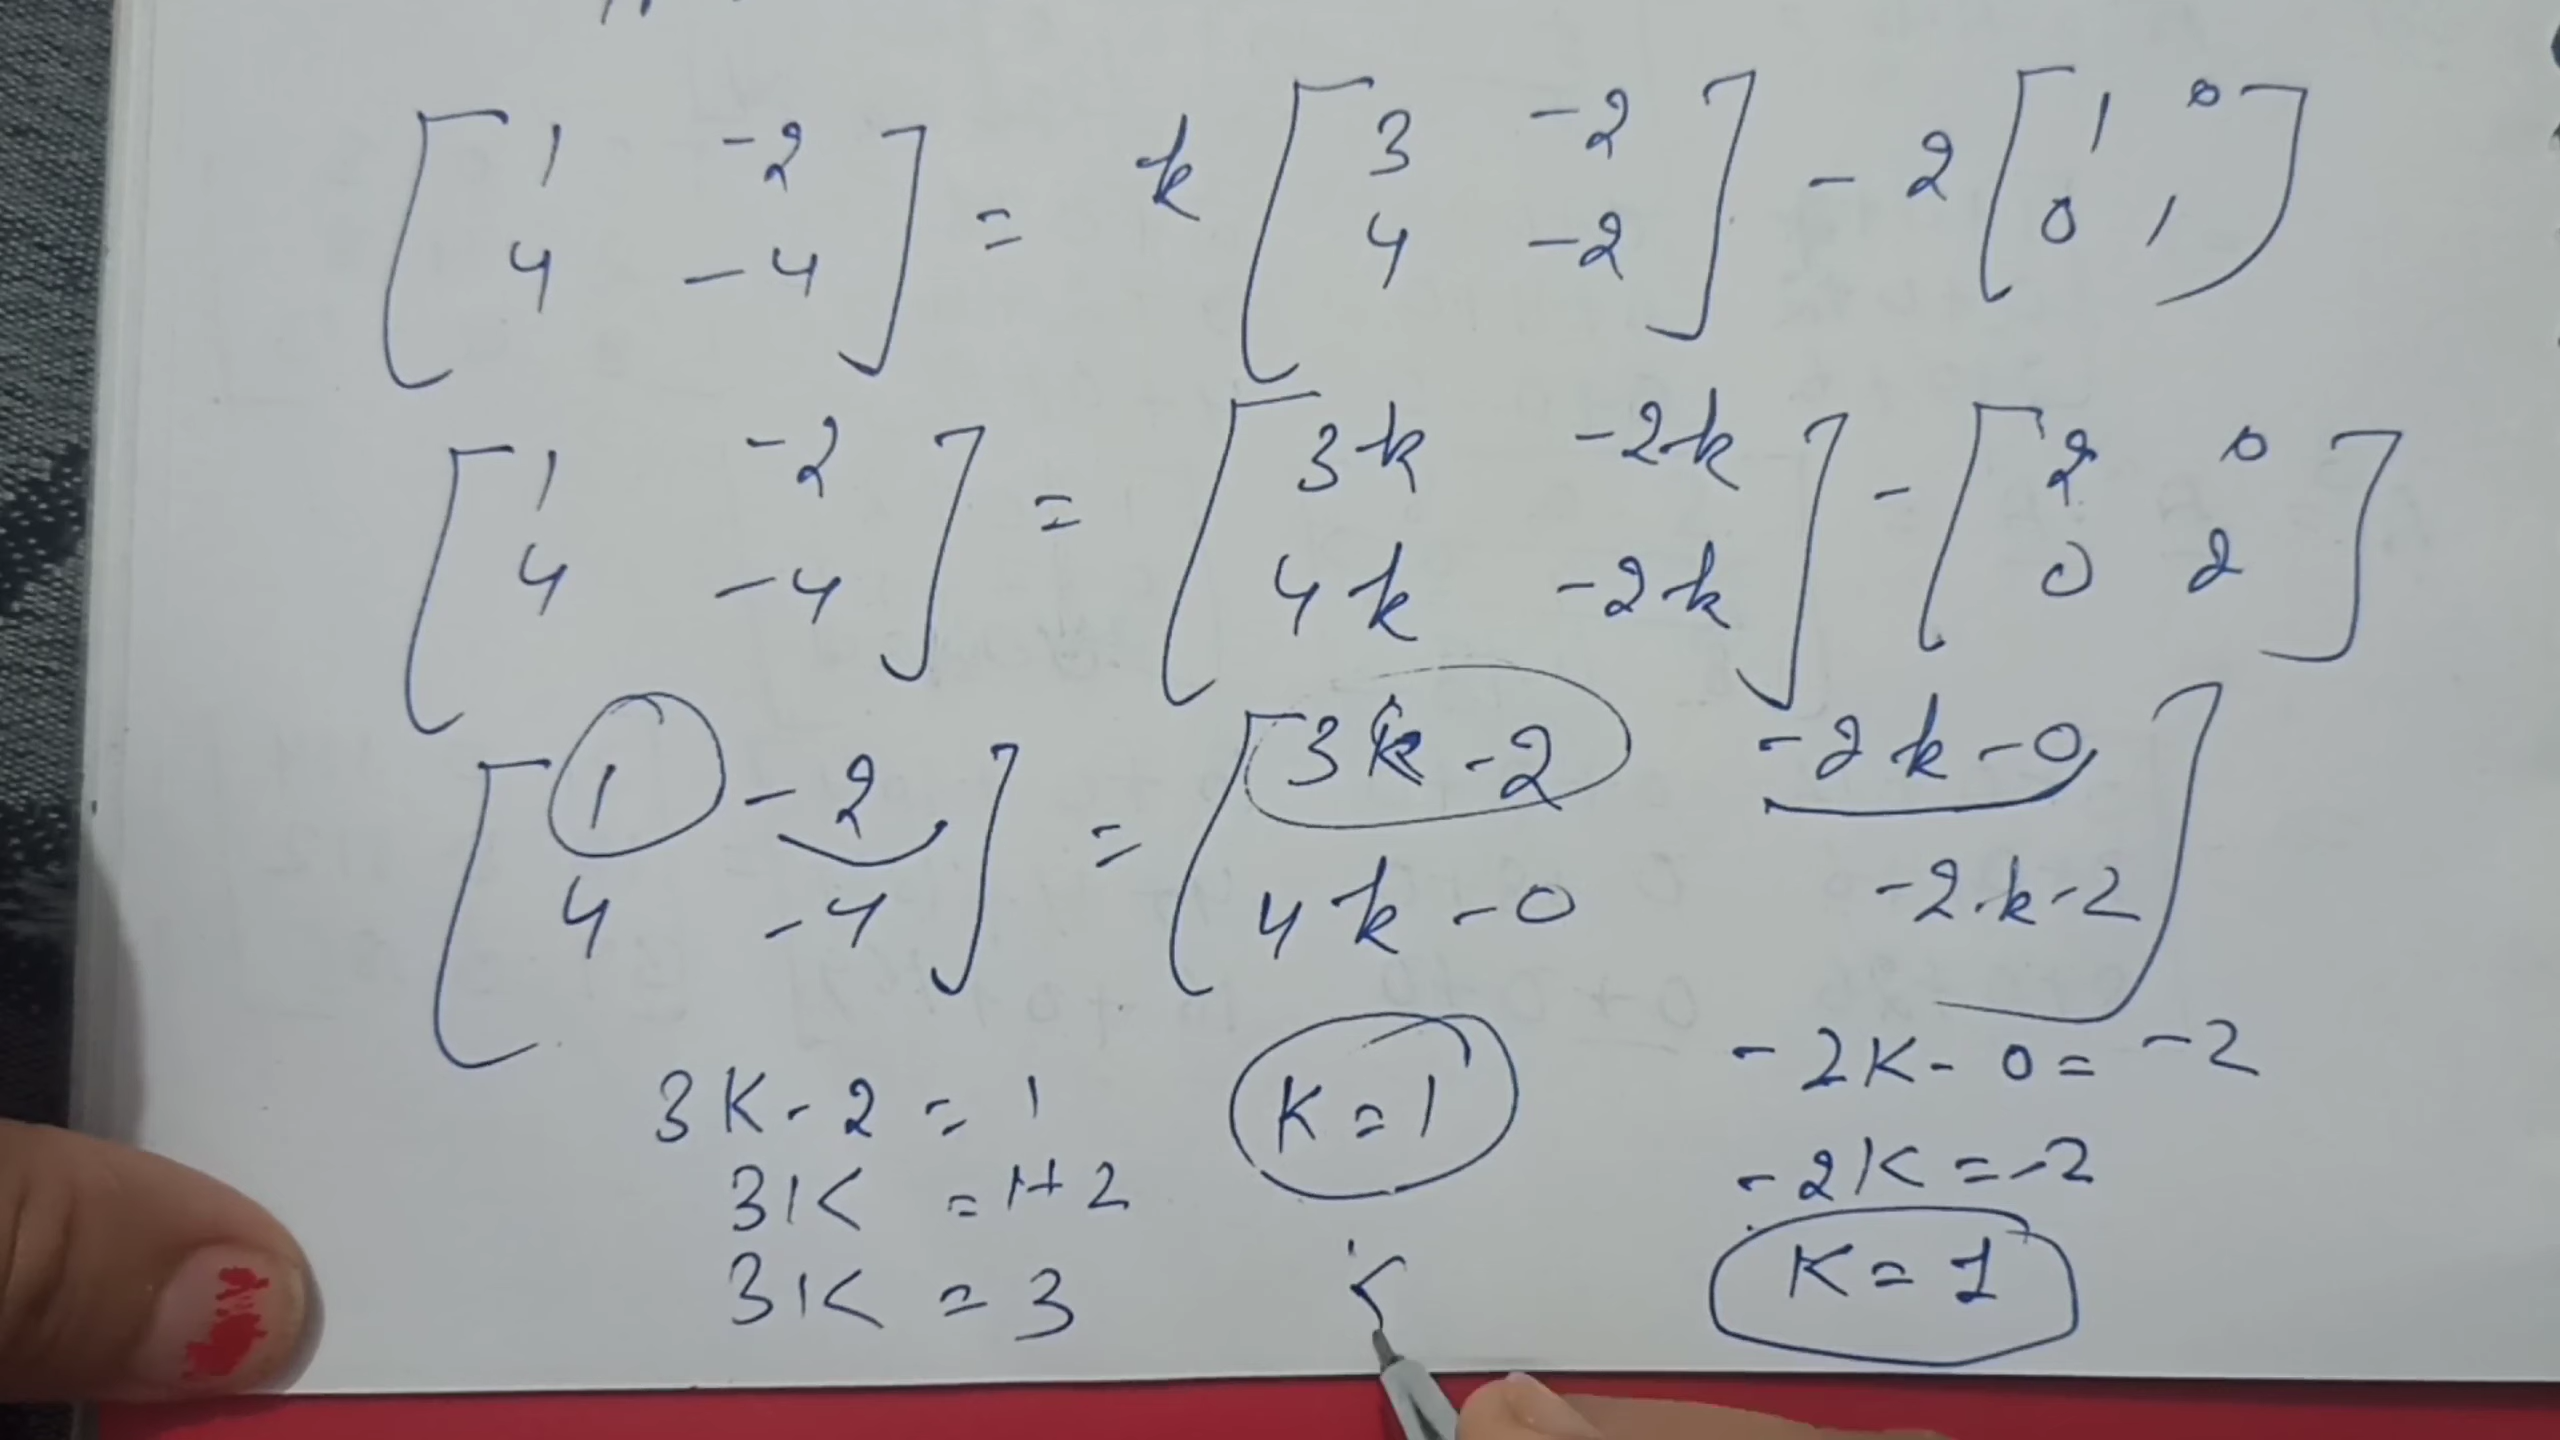 [1 -2] = k [3 -2] - 2 [1 0]
[4 -4] [4 -2] [0 1]
[1 -2] = [3k -2k] - [2 0]
[4 -4] [4k -2k] [0 2]
[1 -2] = [3k -2 -2k -0]
[4 -4] [4k -0 -2k-2]
3K - 2 = 1
3K = 1+2
3K = 3
K = 1
-2K - 0 = -2
-2K = -2
K = 1